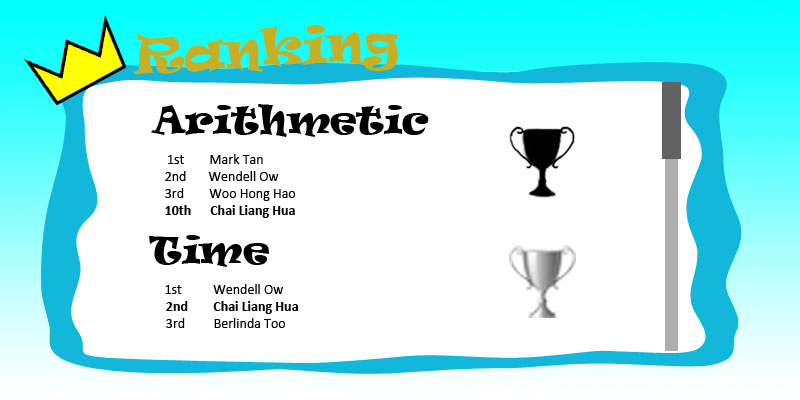 Ranking
Arithmetic
1st Mark Tan
2nd Wendell Ow
3rd Woo Hong Hao
10th Chai Liang Hua
Time
1st Wendell Ow
2nd Chai Liang Hua
3rd Berlinda Too